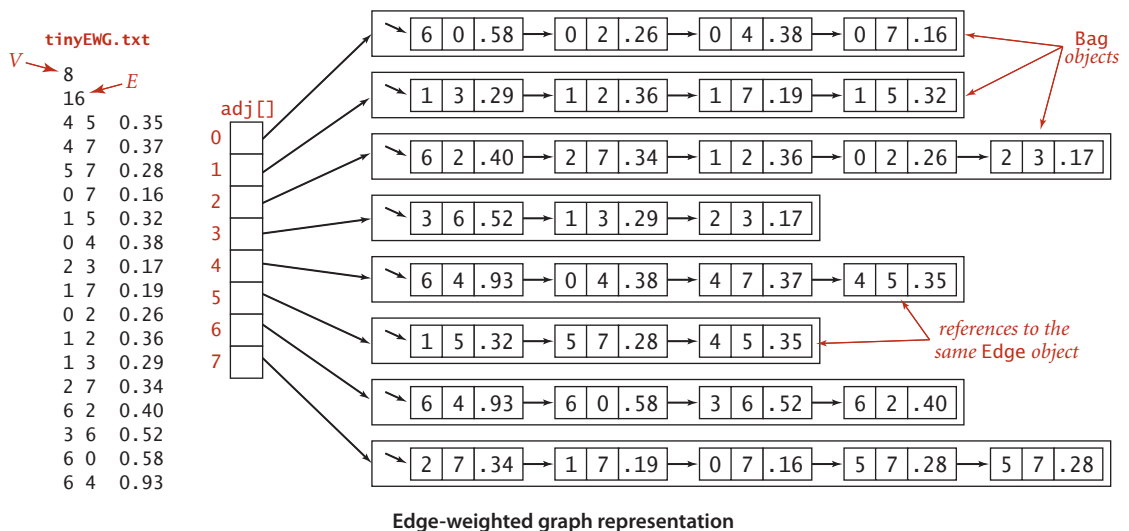 tinyEWG.txt
V
8
E
16
4 5 0.35
4 7 0.37
5 7 0.28
0 7 0.16
1 5 0.32
0 4 0.38
2 3 0.17
1 7 0.19
0 2 0.26
1 2 0.36
1 3 0.29
2 7 0.34
6 2 0.40
3 6 0.52
6 0 0.58
6 4 0.93
adj[]
0
1
2
3
4
5
6
7
6 0 .58 0 2 .26 0 4 .38 0 7 .16
1 3 .29 1 2 .36 1 7 .19 1 5 .32
6 2 .40 2 7 .34 1 2 .36 0 2 .26 2 3 .17
3 6 .52 1 3 .29 2 3 .17
6 4 .93 0 4 .38 4 7 .37 4 5 .35
1 5 .32 5 7 .28 4 5 .35
6 4 .93 6 0 .58 3 6 .52 6 2 .40
2 7 .34 1 7 .19 0 7 .16 5 7 .28 5 7 .28
Bag
objects
references to the
same Edge object
Edge-weighted graph representation